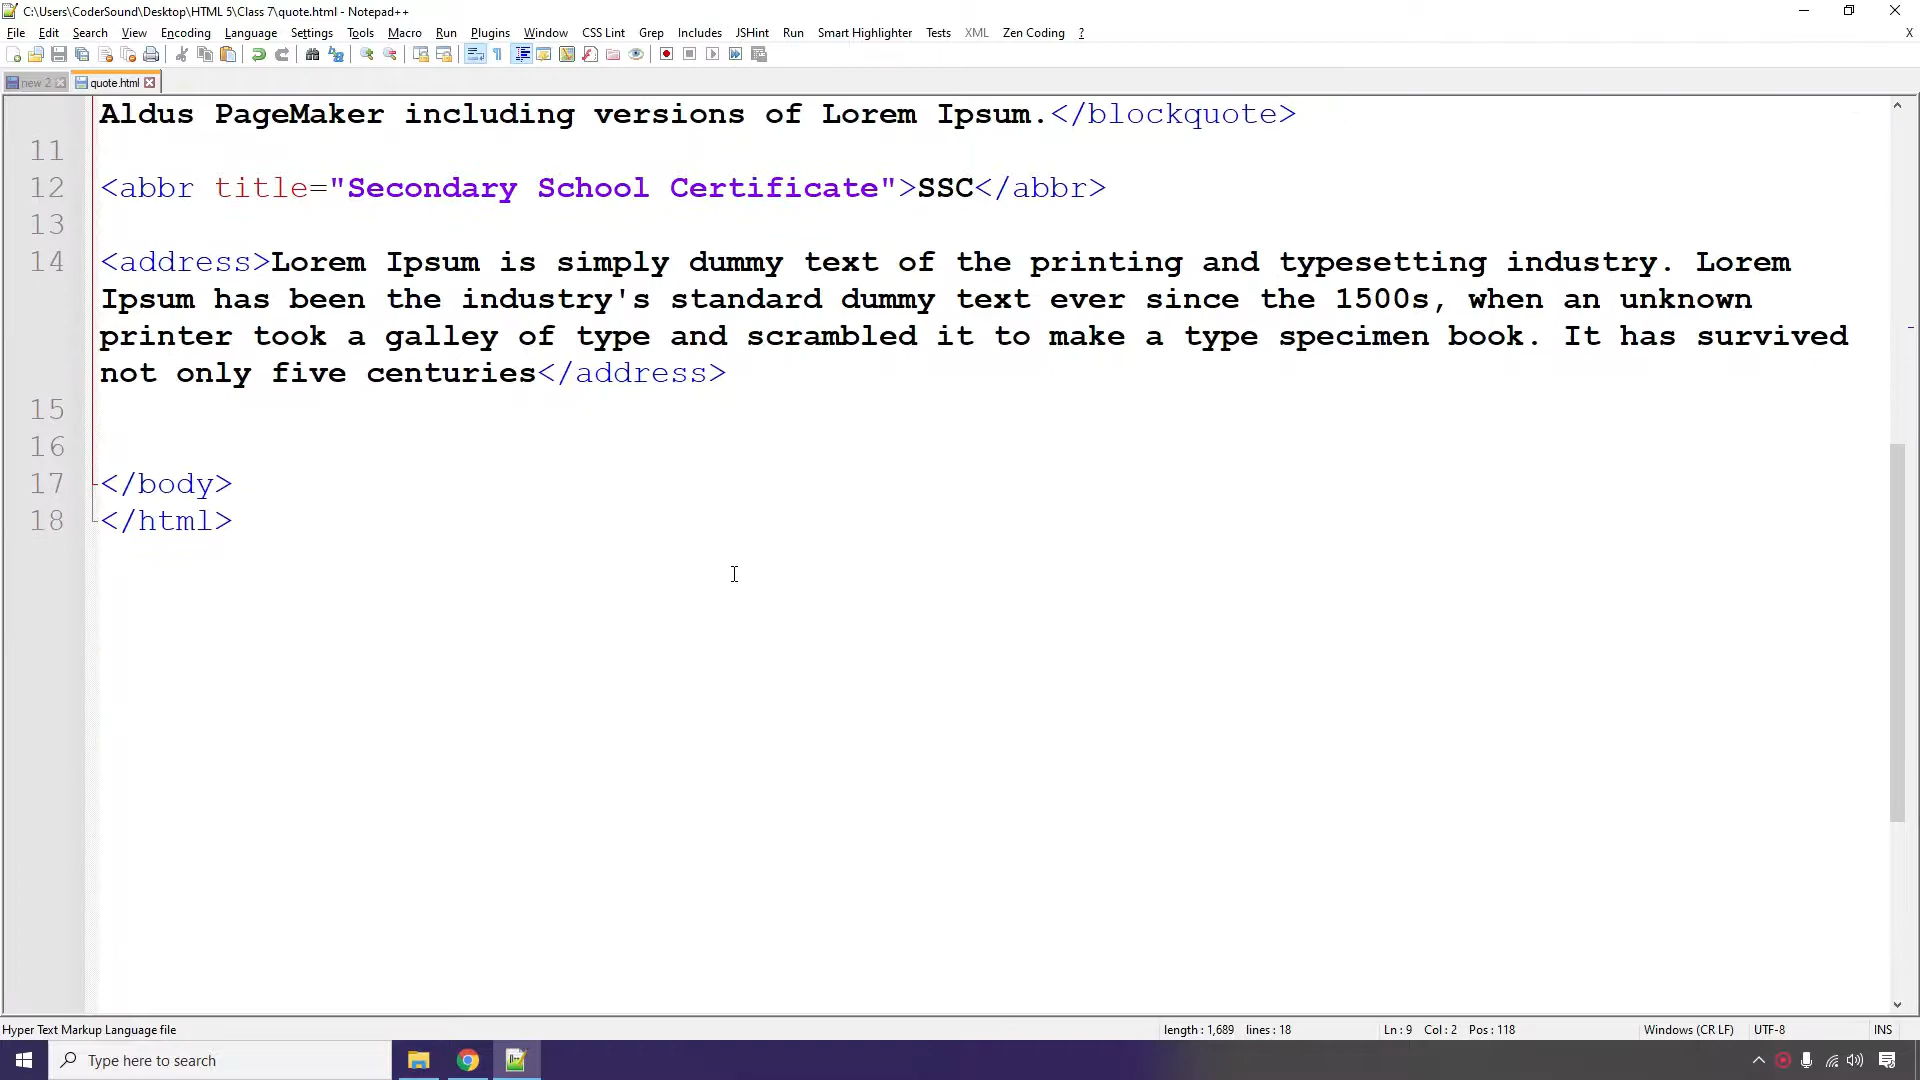 C:\Users\CoderSound\Desktop\HTML 5\Class 7\quote.html - Notepad++
File Edit Search View Encoding Language Settings Tools Macro Run Plugins Window CSS Lint Grep Includes JSHint Run Smart Highlighter Tests XML Zen Coding ? X
new 2 quote.html
Aldus PageMaker including versions of Lorem Ipsum.</blockquote>
11
12 <abbr title="Secondary School Certificate">SSC</abbr>
13
14 <address>Lorem Ipsum is simply dummy text of the printing and typesetting industry. Lorem
Ipsum has been the industry's standard dummy text ever since the 1500s, when an unknown
printer took a galley of type and scrambled it to make a type specimen book. It has survived
not only five centuries</address>
15
16
17 </body>
18 </html>
Hyper Text Markup Language file length : 1,689 lines : 18 Ln : 9 Col : 2 Pos : 118 Windows (CR LF) UTF-8 INS
Type here to search